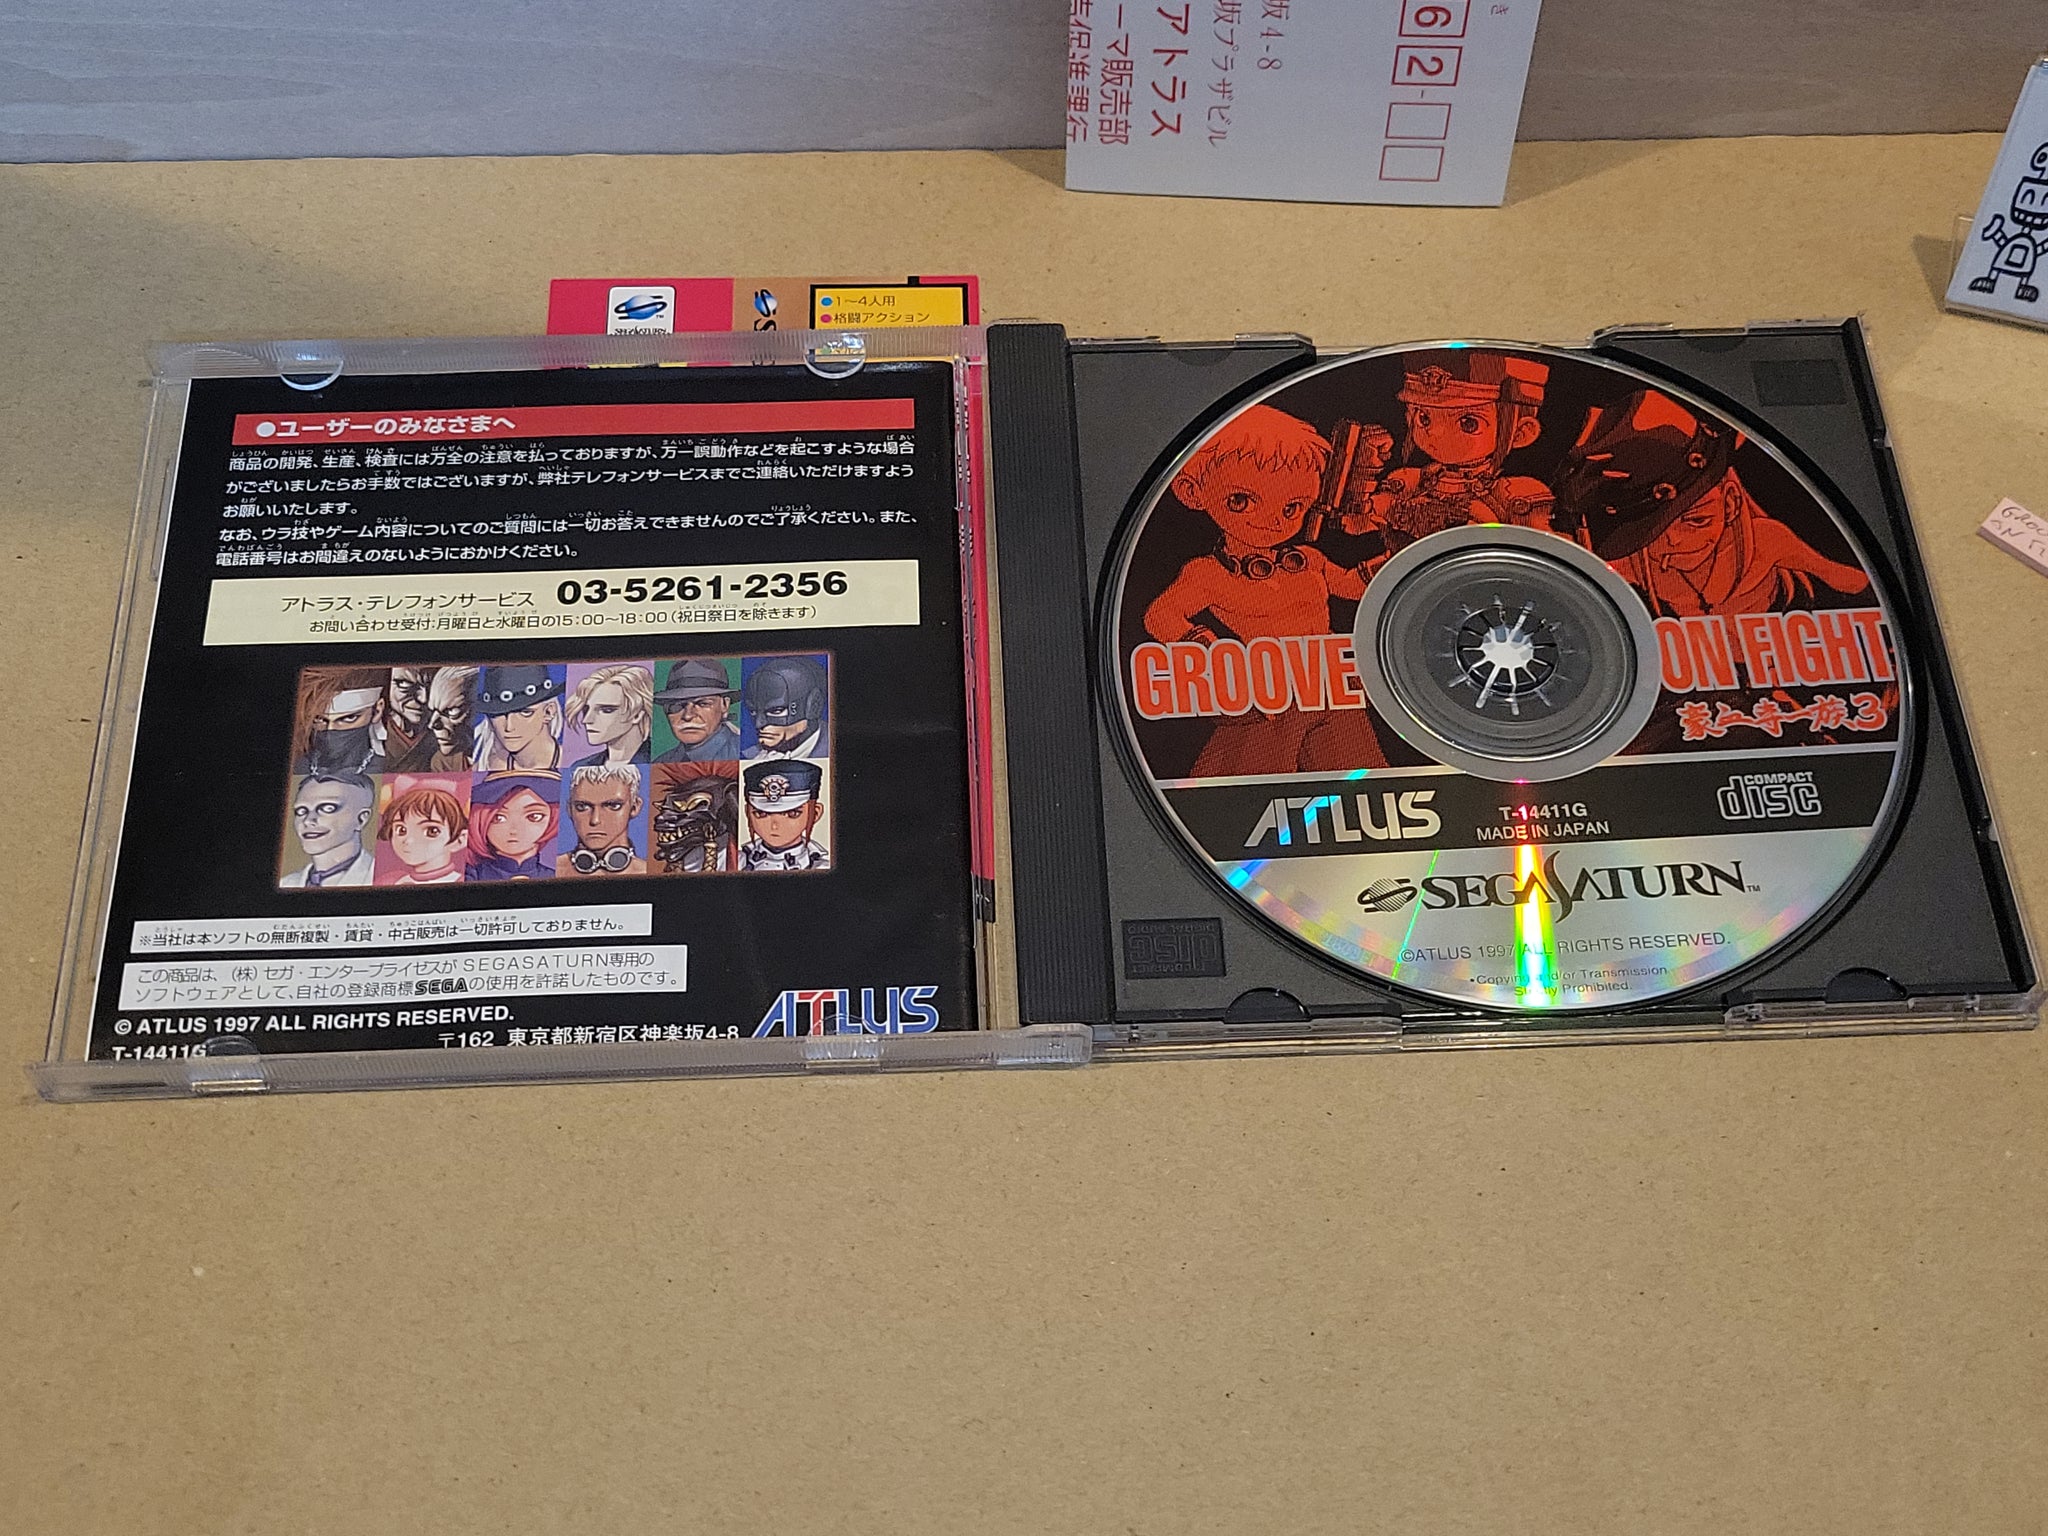 6
2-
坂4-8
坂プラザビル
アトラス
ーマ販売部
SEGA SATURN
●1～4人用
●格闘アクション
●ユーザーのみなさまへ
商品の開発、生産、検査には万全の注意を払っておりますが、万一誤動作などを起こすような場合
がございましたらお手数ではございますが、弊社テレフォンサービスまでご連絡いただけますよう
お願いいたします。
なお、ウラ技やゲーム内容についてのご質問には一切お答えできませんのでご了承ください。また、
電話番号はお間違えのないようにおかけください。
アトラス・テレフォンサービス 03-5261-2356
お問い合わせ受付:月曜日と水曜日の15:00～18:00(祝日祭日を除きます)
※当社は本ソフトの無断複製・賃貸・中古販売は一切許可しておりません。
この商品は、(株)セガ・エンタープライゼスがSEGASATURN専用の
ソフトウェアとして、自社の登録商標SEGAの使用を許諾したものです。
© ATLUS 1997 ALL RIGHTS RESERVED.
T-14411G
〒162 東京都新宿区神楽坂4-8
ATLUS
GROOVE ON FIGHT
豪血寺一族3
ATLUS
T-14411G
MADE IN JAPAN
COMPACT
disc
SEGA SATURN™
©ATLUS 1997 ALL RIGHTS RESERVED.
•Copying and/or Transmission
Strictly Prohibited.
COMPACT
disc
DIGITAL AUDIO